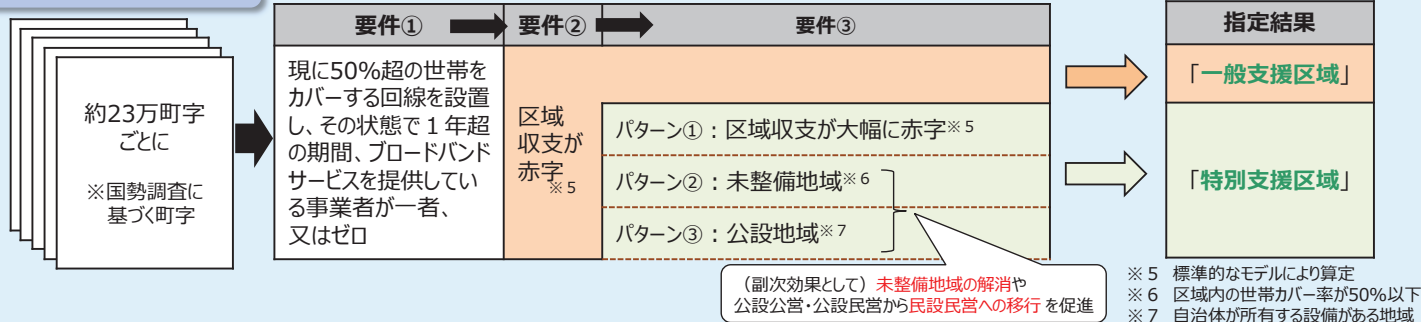 約23万町字
ごとに
※国勢調査に
基づく町字
要件①
現に50%超の世帯を
カバーする回線を設置
し、その状態で１年超
の期間、ブロードバンド
サービスを提供してい
る事業者が一者、
又はゼロ
要件②
区域
収支が
赤字
※５
要件③
パターン①：区域収支が大幅に赤字※５
パターン②：未整備地域※６
パターン③：公設地域※７
（副次効果として）未整備地域の解消や
公設公営・公設民営から民設民営への移行 を促進
指定結果
「一般支援区域」
「特別支援区域」
※５ 標準的なモデルにより算定
※６ 区域内の世帯カバー率が50%以下
※７ 自治体が所有する設備がある地域